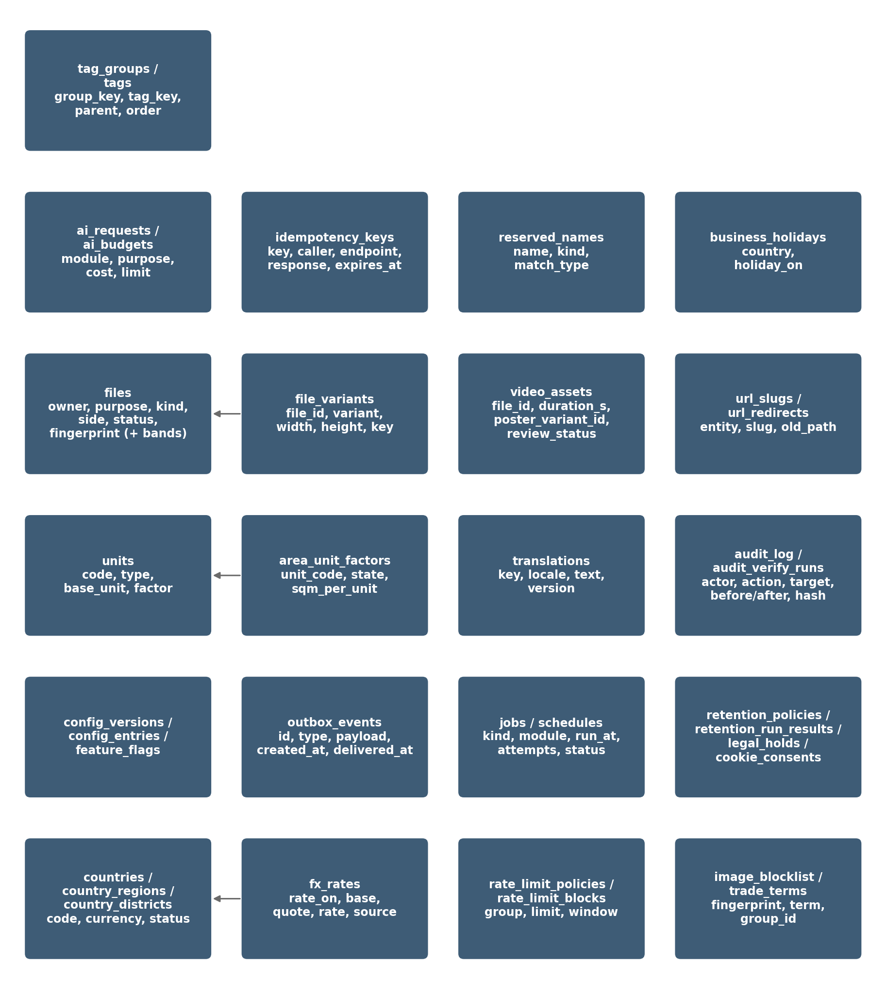 tag_groups /
tags
group_key, tag_key,
parent, order
ai_requests /
ai_budgets
module, purpose,
cost, limit
idempotency_keys
key, caller, endpoint,
response, expires_at
reserved_names
name, kind,
match_type
business_holidays
country,
holiday_on
files
owner, purpose, kind,
side, status,
fingerprint (+ bands)
file_variants
file_id, variant,
width, height, key
video_assets
file_id, duration_s,
poster_variant_id,
review_status
url_slugs /
url_redirects
entity, slug, old_path
units
code, type,
base_unit, factor
area_unit_factors
unit_code, state,
sqm_per_unit
translations
key, locale, text,
version
audit_log /
audit_verify_runs
actor, action, target,
before/after, hash
config_versions /
config_entries /
feature_flags
outbox_events
id, type, payload,
created_at, delivered_at
jobs / schedules
kind, module, run_at,
attempts, status
retention_policies /
retention_run_results /
legal_holds /
cookie_consents
countries /
country_regions /
country_districts
code, currency, status
fx_rates
rate_on, base,
quote, rate, source
rate_limit_policies /
rate_limit_blocks
group, limit, window
image_blocklist /
trade_terms
fingerprint, term,
group_id